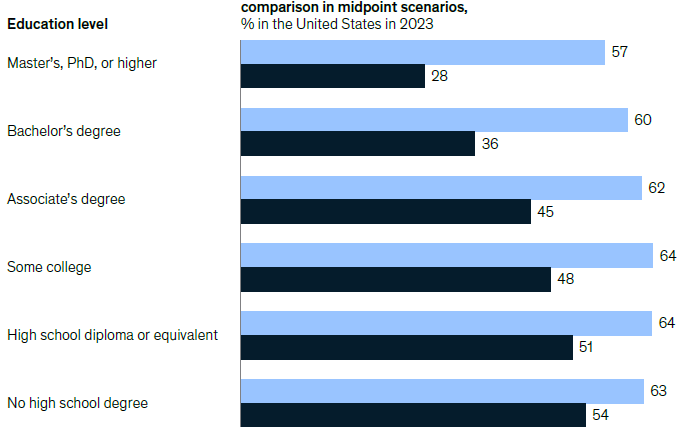 comparison in midpoint scenarios,
Education level
% in the United States in 2023
Master's, PhD, or higher
57
28
Bachelor's degree
60
36
Associate's degree
62
45
Some college
64
48
High school diploma or equivalent
64
51
No high school degree
63
54